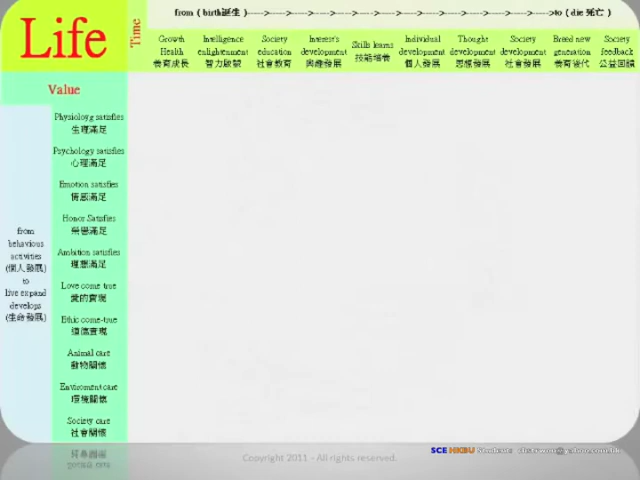 Life
Time
from ( birth誕生 )----->----->----->----->----->----->----->----->----->----->----->----->----->to ( die 死亡 )
Growth
Health
養育成長
Intelligence
enlightenment
智力啟蒙
Society
education
社會教育
Interest's
development
興趣發展
Skills learns
技能培養
Individual
development
個人發展
Thought
development
思想發展
Society
development
社會發展
Breed new
generation
養育後代
Society
feedback
公益回饋
Value
from
behavious
activities
(個人發展)
to
live expand
develops
(生命發展)
Physiology satisfies
生理滿足
Psychology satisfies
心理滿足
Emotion satisfies
情感滿足
Honor Satisfies
榮譽滿足
Ambition satisfies
理想滿足
Love come true
愛的實現
Ethic come-true
道德實現
Animal care
動物關懷
Enviroment care
環境關懷
Society care
社會關懷
SCE HKBU Student:
Copyright 2011 - All rights reserved.